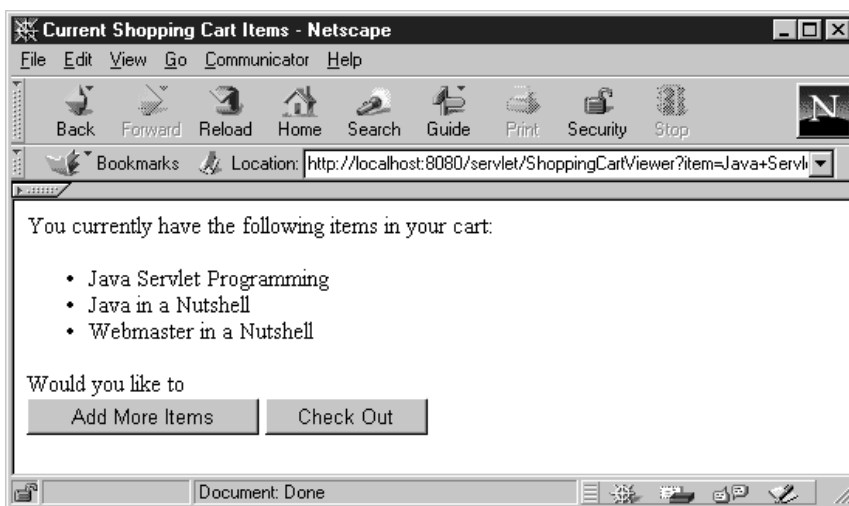 Current Shopping Cart Items - Netscape
File Edit View Go Communicator Help
Back Forward Reload Home Search Guide Print Security Stop
N
Bookmarks Location: http://localhost:8080/servlet/ShoppingCartViewer?item=Java+Servl
You currently have the following items in your cart:
• Java Servlet Programming
• Java in a Nutshell
• Webmaster in a Nutshell
Would you like to
Add More Items Check Out
Document: Done